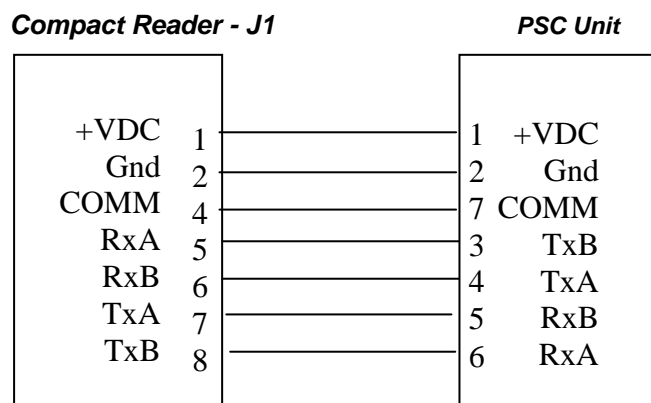 Compact Reader - J1 PSC Unit
+VDC 1 1 +VDC
Gnd 2 2 Gnd
COMM 4 7 COMM
RxA 5 3 TxB
RxB 6 4 TxA
TxA 7 5 RxB
TxB 8 6 RxA